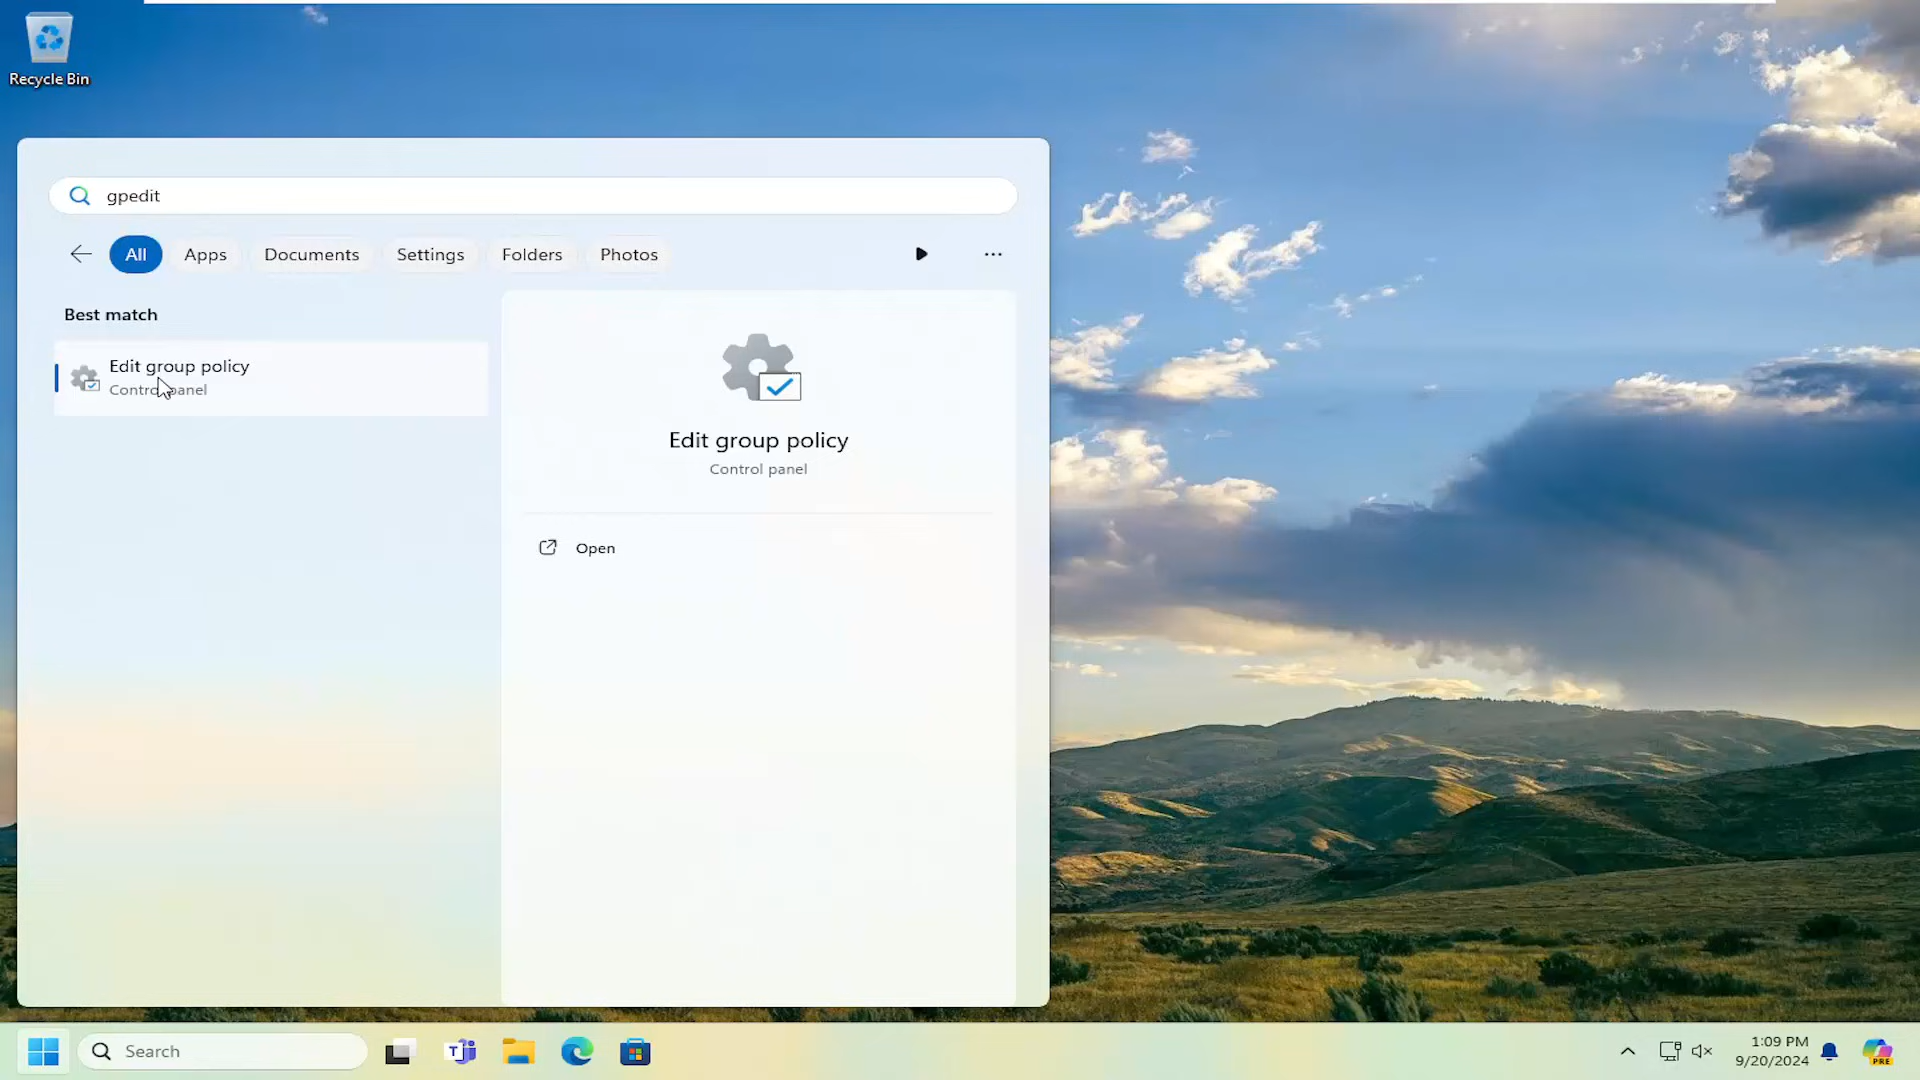 Recycle Bin
gpedit
All
Apps
Documents
Settings
Folders
Photos
Best match
Edit group policy
Control panel
Edit group policy
Control panel
Open
Search
1:09 PM
9/20/2024
PRE